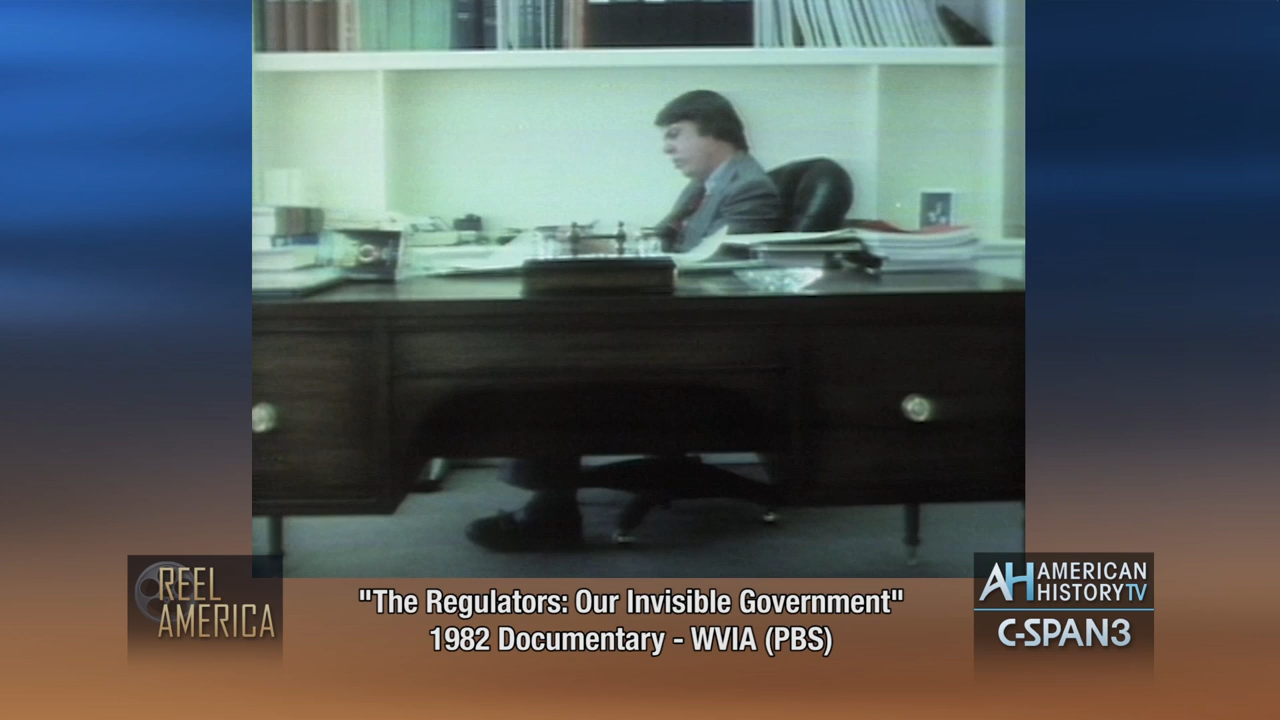 REEL
AMERICA
"The Regulators: Our Invisible Government"
1982 Documentary - WVIA (PBS)
AH AMERICAN
HISTORY TV
C-SPAN3